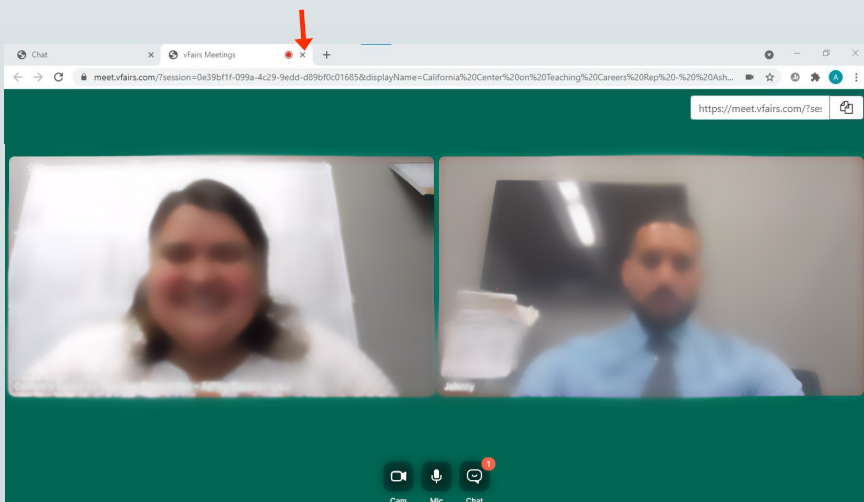 Chat
vFairs Meetings
meet.vfairs.com/?session=0e39bf1f-099a-4c29-9edd-d89bf0c01685&displayName=California%20Center%20on%20Teaching%20Careers%20Rep%20-%20%20Ash...
A
https://meet.vfairs.com/?ses
Johnny
1
Cam
Mic
Chat